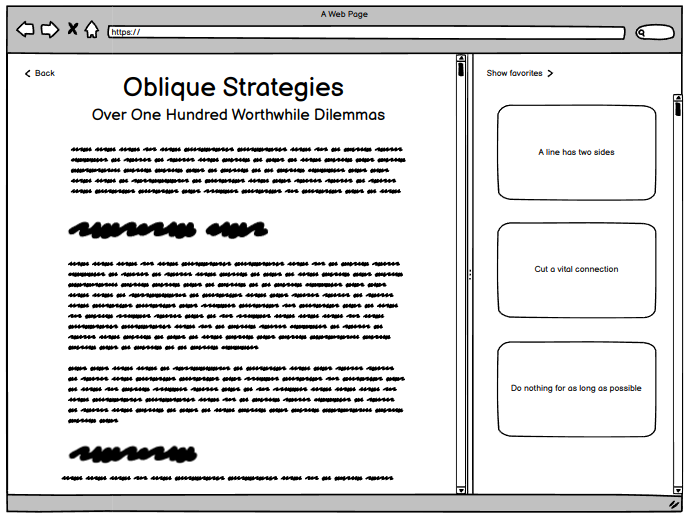 A Web Page
https://
Back
Oblique Strategies
Over One Hundred Worthwhile Dilemmas
Show favorites
A line has two sides
Cut a vital connection
Do nothing for as long as possible